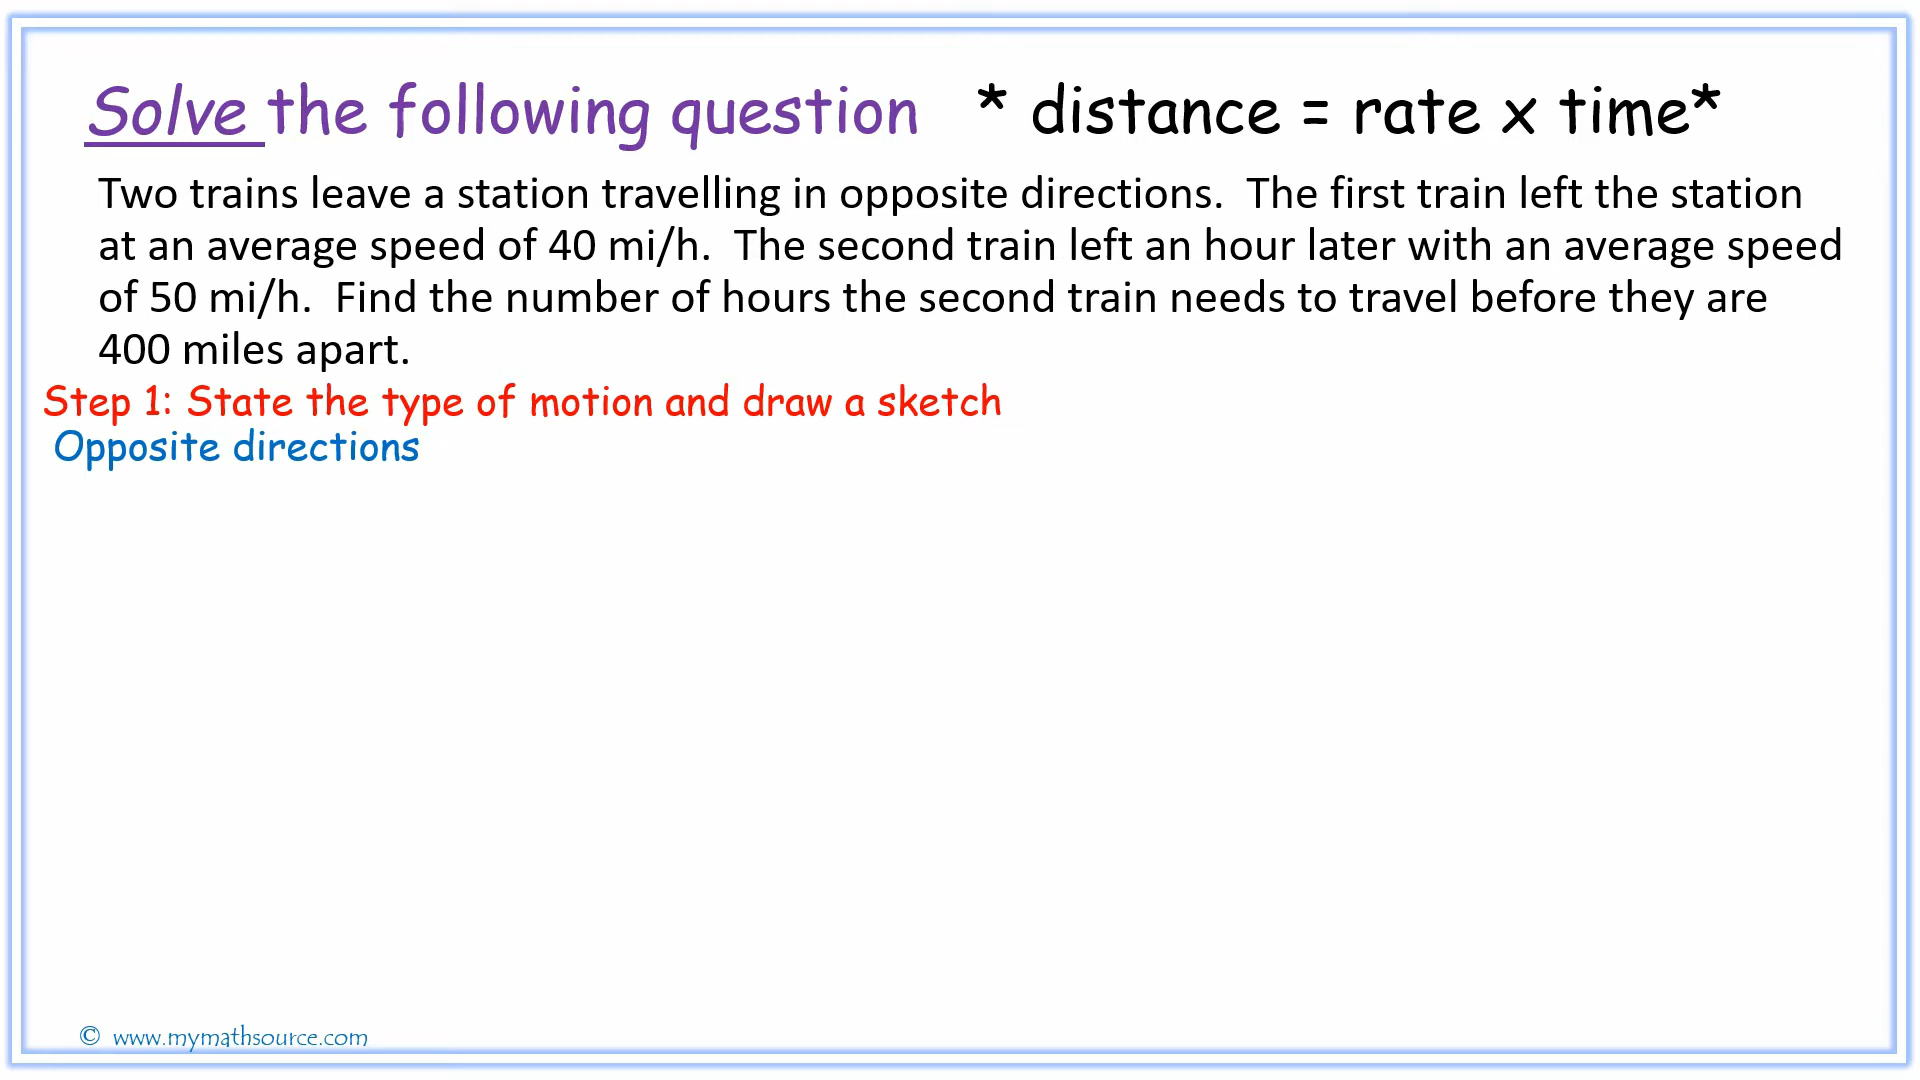 Solve the following question * distance = rate x time*
Two trains leave a station travelling in opposite directions. The first train left the station
at an average speed of 40 mi/h. The second train left an hour later with an average speed
of 50 mi/h. Find the number of hours the second train needs to travel before they are
400 miles apart.
Step 1: State the type of motion and draw a sketch
Opposite directions
© www.mymathsource.com